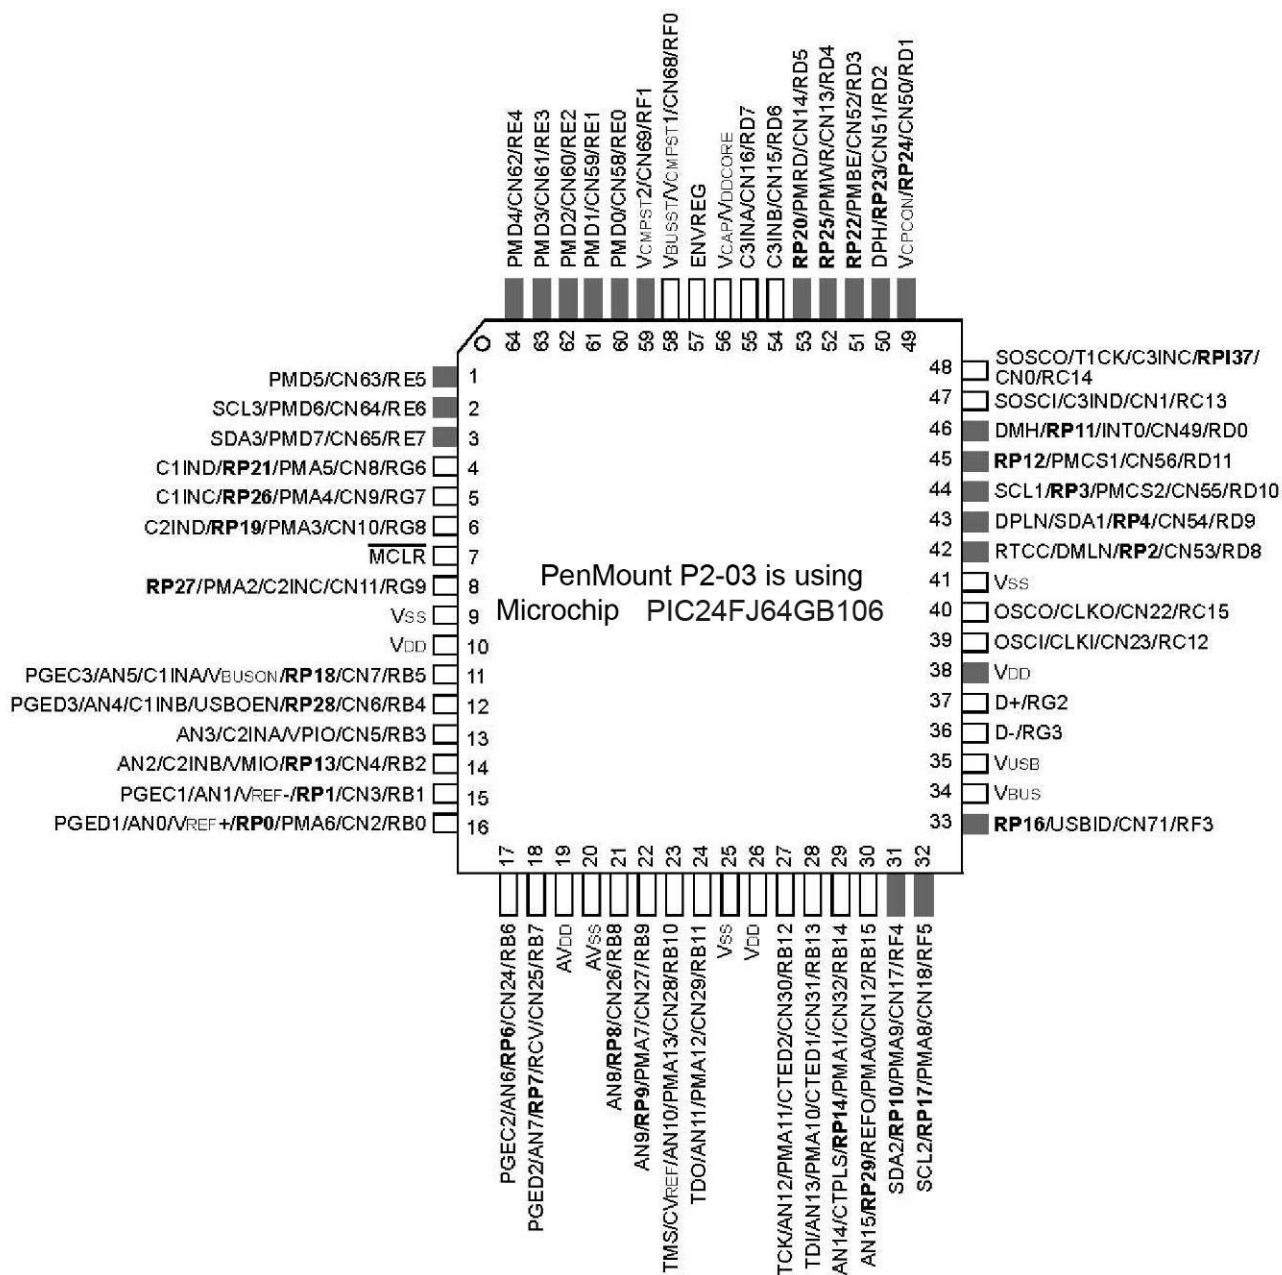 PMD4/CN62/RE4
PMD3/CN61/RE3
PMD2/CN60/RE2
PMD1/CN59/RE1
PMD0/CN58/RE0
VCMPST2/CN69/RF1
VBUSST/VCMPST1/CN68/RF0
ENVREG
VCAP/VDDCORE
C3INA/CN16/RD7
C3INB/CN15/RD6
RP20/PMRD/CN14/RD5
RP25/PMWR/CN13/RD4
RP22/PMBE/CN52/RD3
DPH/RP23/CN51/RD2
VCPCON/RP24/CN50/RD1
64 63 62 61 60 59 58 57 56 55 54 53 52 51 50 49
PMD5/CN63/RE5 1
SCL3/PMD6/CN64/RE6 2
SDA3/PMD7/CN65/RE7 3
C1IND/RP21/PMA5/CN8/RG6 4
C1INC/RP26/PMA4/CN9/RG7 5
C2IND/RP19/PMA3/CN10/RG8 6
MCLR 7
RP27/PMA2/C2INC/CN11/RG9 8
VSS 9
VDD 10
PGEC3/AN5/C1INA/VBUSON/RP18/CN7/RB5 11
PGED3/AN4/C1INB/USBOEN/RP28/CN6/RB4 12
AN3/C2INA/VPIO/CN5/RB3 13
AN2/C2INB/VMIO/RP13/CN4/RB2 14
PGEC1/AN1/VREF-/RP1/CN3/RB1 15
PGED1/AN0/VREF+/RP0/PMA6/CN2/RB0 16
PenMount P2-03 is using
Microchip PIC24FJ64GB106
48 SOSCO/T1CK/C3INC/RPI37/
CN0/RC14
47 SOSCI/C3IND/CN1/RC13
46 DMH/RP11/INT0/CN49/RD0
45 RP12/PMCS1/CN56/RD11
44 SCL1/RP3/PMCS2/CN55/RD10
43 DPLN/SDA1/RP4/CN54/RD9
42 RTCC/DMLN/RP2/CN53/RD8
41 VSS
40 OSCO/CLKO/CN22/RC15
39 OSCI/CLKI/CN23/RC12
38 VDD
37 D+/RG2
36 D-/RG3
35 VUSB
34 VBUS
33 RP16/USBID/CN71/RF3
17 18 19 20 21 22 23 24 25 26 27 28 29 30 31 32
PGEC2/AN6/RP6/CN24/RB6
PGED2/AN7/RP7/RCV/CN25/RB7
AVDD
AVSS
AN8/RP8/CN26/RB8
AN9/RP9/PMA7/CN27/RB9
TMS/CVREF/AN10/PMA13/CN28/RB10
TDO/AN11/PMA12/CN29/RB11
VSS
VDD
TCK/AN12/PMA11/CTED2/CN30/RB12
TDI/AN13/PMA10/CTED1/CN31/RB13
AN14/CTPLS/RP14/PMA1/CN32/RB14
AN15/RP29/REFO/PMA0/CN12/RB15
SDA2/RP10/PMA9/CN17/RF4
SCL2/RP17/PMA8/CN18/RF5